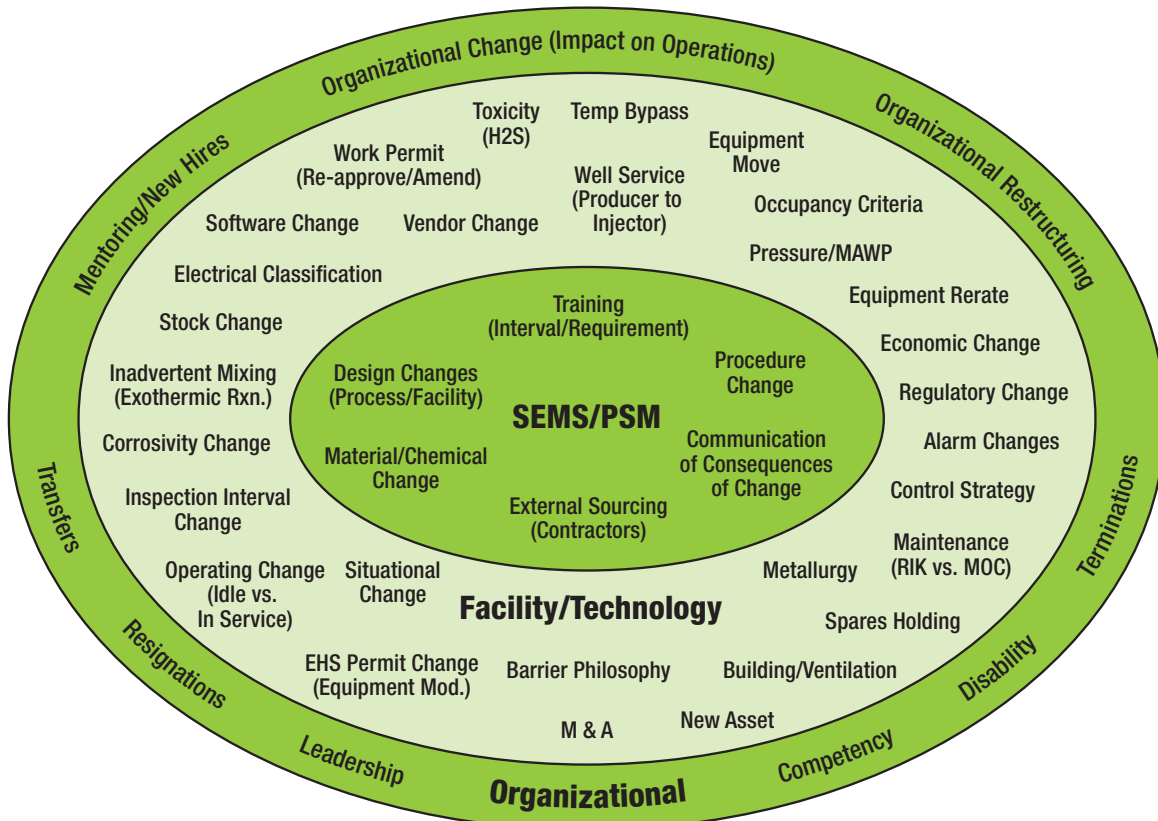 Organizational Change (Impact on Operations)
Organizational Restructuring
Mentoring/New Hires
Transfers
Terminations
Resignations
Disability
Leadership
Competency
Organizational
Toxicity
(H2S)
Temp Bypass
Equipment
Move
Work Permit
(Re-approve/Amend)
Well Service
(Producer to
Injector)
Occupancy Criteria
Software Change
Vendor Change
Pressure/MAWP
Electrical Classification
Equipment Rerate
Stock Change
Economic Change
Inadvertent Mixing
(Exothermic Rxn.)
Regulatory Change
Corrosivity Change
Alarm Changes
Inspection Interval
Change
Control Strategy
Operating Change
(Idle vs.
In Service)
Situational
Change
Metallurgy
Maintenance
(RIK vs. MOC)
Facility/Technology
Spares Holding
EHS Permit Change
(Equipment Mod.)
Barrier Philosophy
Building/Ventilation
M & A
New Asset
Training
(Interval/Requirement)
Design Changes
(Process/Facility)
Procedure
Change
SEMS/PSM
Material/Chemical
Change
Communication
of Consequences
of Change
External Sourcing
(Contractors)